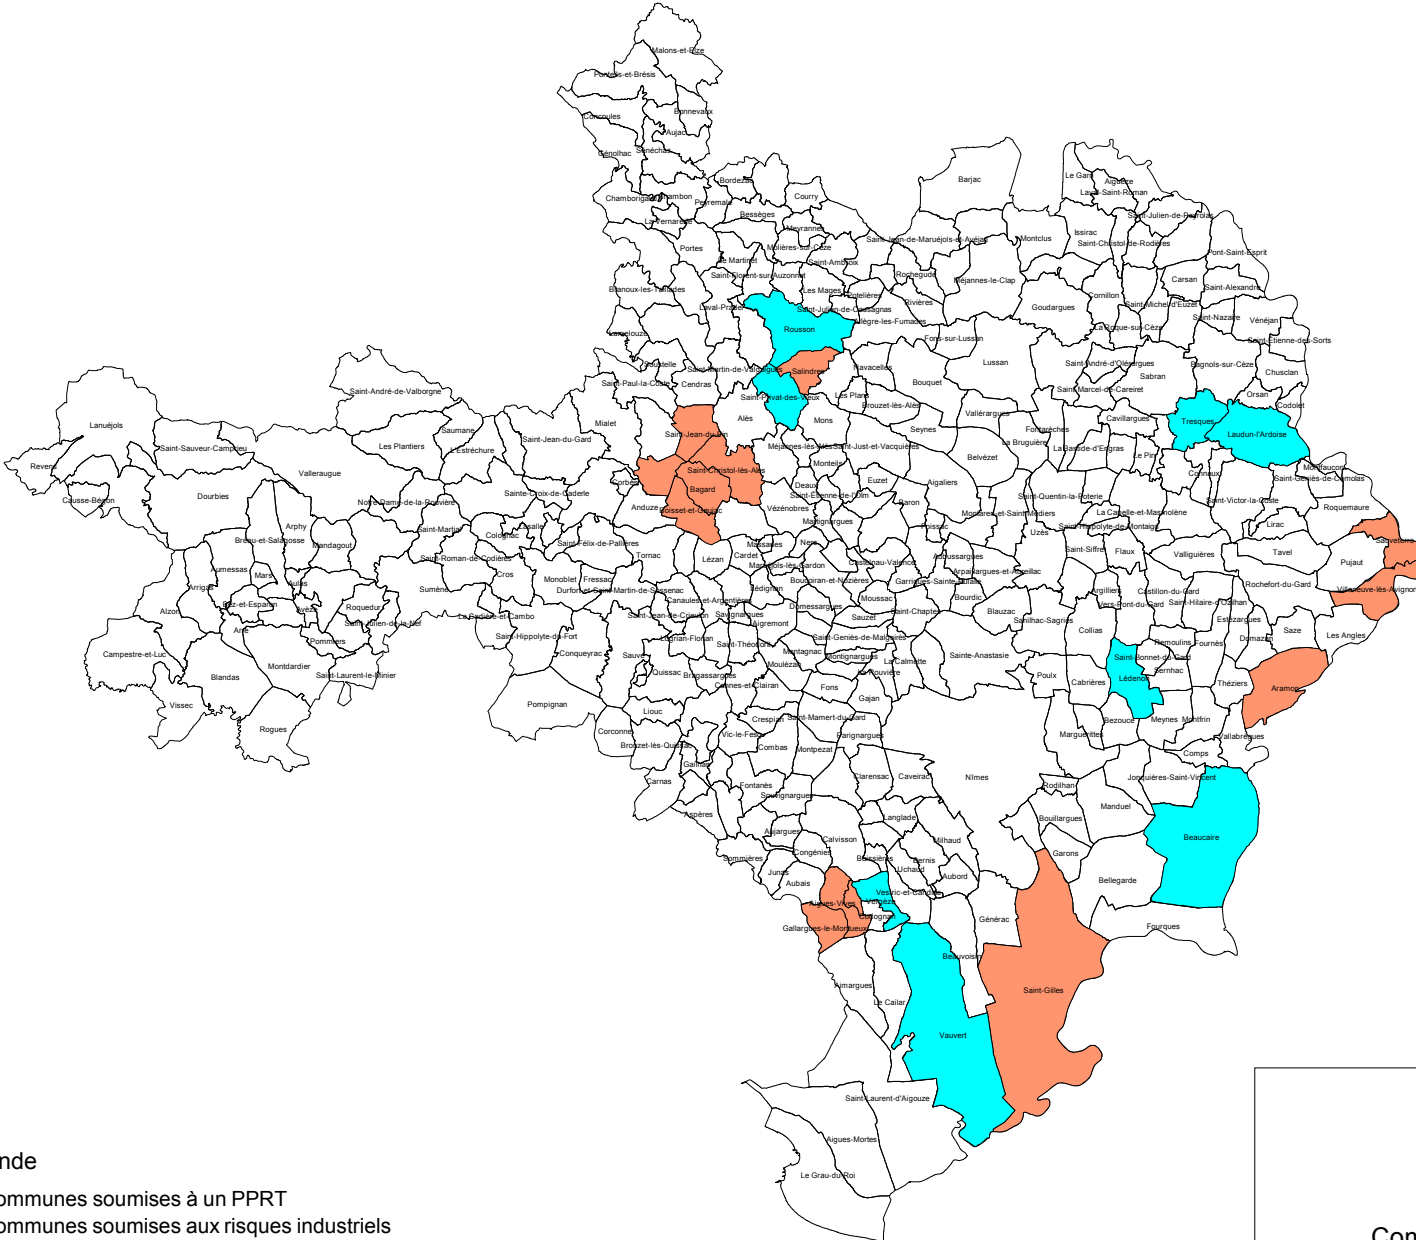 Malons-et-Elze
Ponteils-et-Brésis
Bonnevaux
Concoules
Aujac
Génolhac
Sénéchas
Bordezac
Chamborigaud
Chambon
Peyremale
Courry
La Vernarède
Bessèges
Meyrannes
Barjac
Le Garn
Aiguèze
Laval-Saint-Roman
Saint-Julien-de-Peyrolas
Portes
Molières-sur-Cèze
Saint-Jean-de-Maruéjols-et-Avéjan
Montclus
Issirac
Saint-Christol-de-Rodières
Pont-Saint-Esprit
Le Martinet
Saint-Ambroix
Saint-Florent-sur-Auzonnet
Rochegude
Méjannes-le-Clap
Carsan
Saint-Alexandre
Les Mages
Potelières
Rivières
Goudargues
Cornillon
Saint-Michel-d'Euzet
Laval-Pradel
Saint-Julien-de-Cassagnas
Allègre-les-Fumades
Saint-Nazaire
Vénéjan
Rousson
La Roque-sur-Cèze
Lamelouze
Fons-sur-Lussan
Saint-Étienne-des-Sorts
Soustelle
Saint-Martin-de-Valgalgues
Salindres
Navacelles
Lussan
Saint-André-d'Olérargues
Bagnols-sur-Cèze
Chusclan
Saint-Paul-la-Coste
Cendras
Bouquet
Sabran
Saint-André-de-Valborgne
Saint-Privat-des-Vieux
Les Plans
Brouzet-lès-Alès
Saint-Marcel-de-Careiret
Orsan
Codolet
Lanuéjols
Saumane
Mialet
Alès
Mons
Vallérargues
Cavillargues
Tresques
Saint-Sauveur-Camprieu
Les Plantiers
L'Estréchure
Saint-Jean-du-Gard
Saint-Jean-du-Pin
Seynes
Fontarèches
La Bruguière
Laudun-l'Ardoise
Revens
Valleraugue
Saint-Christol-lès-Alès
Méjannes-lès-Alès
Saint-Just-et-Vacquières
Belvézet
La Bastide-d'Engras
Le Pin
Connaux
Montfaucon
Saint-Geniès-de-Comolas
Causse-Bégon
Dourbies
Notre-Dame-de-la-Rouvière
Sainte-Croix-de-Caderle
Corbès
Bagard
Monteils
Deaux
Euzet
Aigaliers
Saint-Quentin-la-Poterie
Saint-Victor-la-Coste
Roquemaure
Anduze
Boisset-et-Gaujac
Vézénobres
Saint-Étienne-de-l'Olm
Baron
Martignargues
Foissac
Montaren-et-Saint-Médiers
La Capelle-et-Masmolène
Saint-Hippolyte-de-Montaigu
Lirac
Arphy
Bréau-et-Salagosse
Mandagout
Saint-Martial
Colognac
Lasalle
Saint-Félix-de-Pallières
Uzès
Sauveterre
Tornac
Lézan
Cardet
Massanes
Ners
Saint-Siffret
Flaux
Valliguières
Tavel
Pujaut
Saint-Roman-de-Codières
Maruéjols-lès-Gardon
Castelnau-Valence
Aubussargues
Arpaillargues-et-Aureillac
Aumessas
Mars
Aulas
Arrigas
Cros
Monoblet
Fressac
Durfort-et-Saint-Martin-de-Sossenac
Lédignan
Boucoiran-et-Nozières
Garrigues-Sainte-Eulalie
Bourdic
Argilliers
Castillon-du-Gard
Rochefort-du-Gard
Villeneuve-lès-Avignon
Sumène
Alzon
Bez-et-Esparon
Avèze
Roquedur
Saint-Julien-de-la-Nef
La Cadière-et-Cambo
Canaules-et-Argentières
Saint-Jean-de-Crieulon
Savignargues
Aigremont
Domessargues
Moussac
Sauzet
Saint-Chaptes
Blauzac
Sanilhac-Sagriès
Vers-Pont-du-Gard
Saint-Hilaire-d'Ozilhan
Estézargues
Collias
Saze
Les Angles
Domazan
Arre
Pommiers
Saint-Hippolyte-du-Fort
Conqueyrac
Logrian-Florian
Saint-Théodorit
Saint-Geniès-de-Malgoirès
Montagnac
Montignargues
La Calmette
La Rouvière
Sainte-Anastasie
Remoulins
Fournès
Saint-Bonnet-du-Gard
Sernhac
Campestre-et-Luc
Montdardier
Saint-Laurent-le-Minier
Blandas
Sauve
Quissac
Bragassargues
Cannes-et-Clairan
Moulézan
Fons
Gajan
Poulx
Cabrières
Lédenon
Théziers
Aramon
Vissec
Rogues
Pompignan
Liouc
Corconne
Brouzet-lès-Quissac
Crespian
Vic-le-Fesq
Combas
Saint-Mamert-du-Gard
Montpezat
Parignargues
Marguerittes
Bezouce
Meynes
Montfrin
Vallabrègues
Comps
Gailhan
Carnas
Fontanès
Souvignargues
Clarensac
Caveirac
Nîmes
Rodilhan
Jonquières-Saint-Vincent
Manduel
Aspères
Langlade
Bouillargues
Aujargues
Calvisson
Milhaud
Beaucaire
Sommières
Congénies
Boissières
Bernis
Uchaud
Garons
Junas
Aubais
Aubord
Bellegarde
Vestric-et-Candiac
Vergèze
Aigues-Vives
Codognan
Générac
Fourques
Gallargues-le-Montueux
Beauvoisin
Aimargues
Le Cailar
Saint-Gilles
Vauvert
Saint-Laurent-d'Aigouze
Aigues-Mortes
Le Grau-du-Roi
nde
ommunes soumises à un PPRT
ommunes soumises aux risques industriels
Com